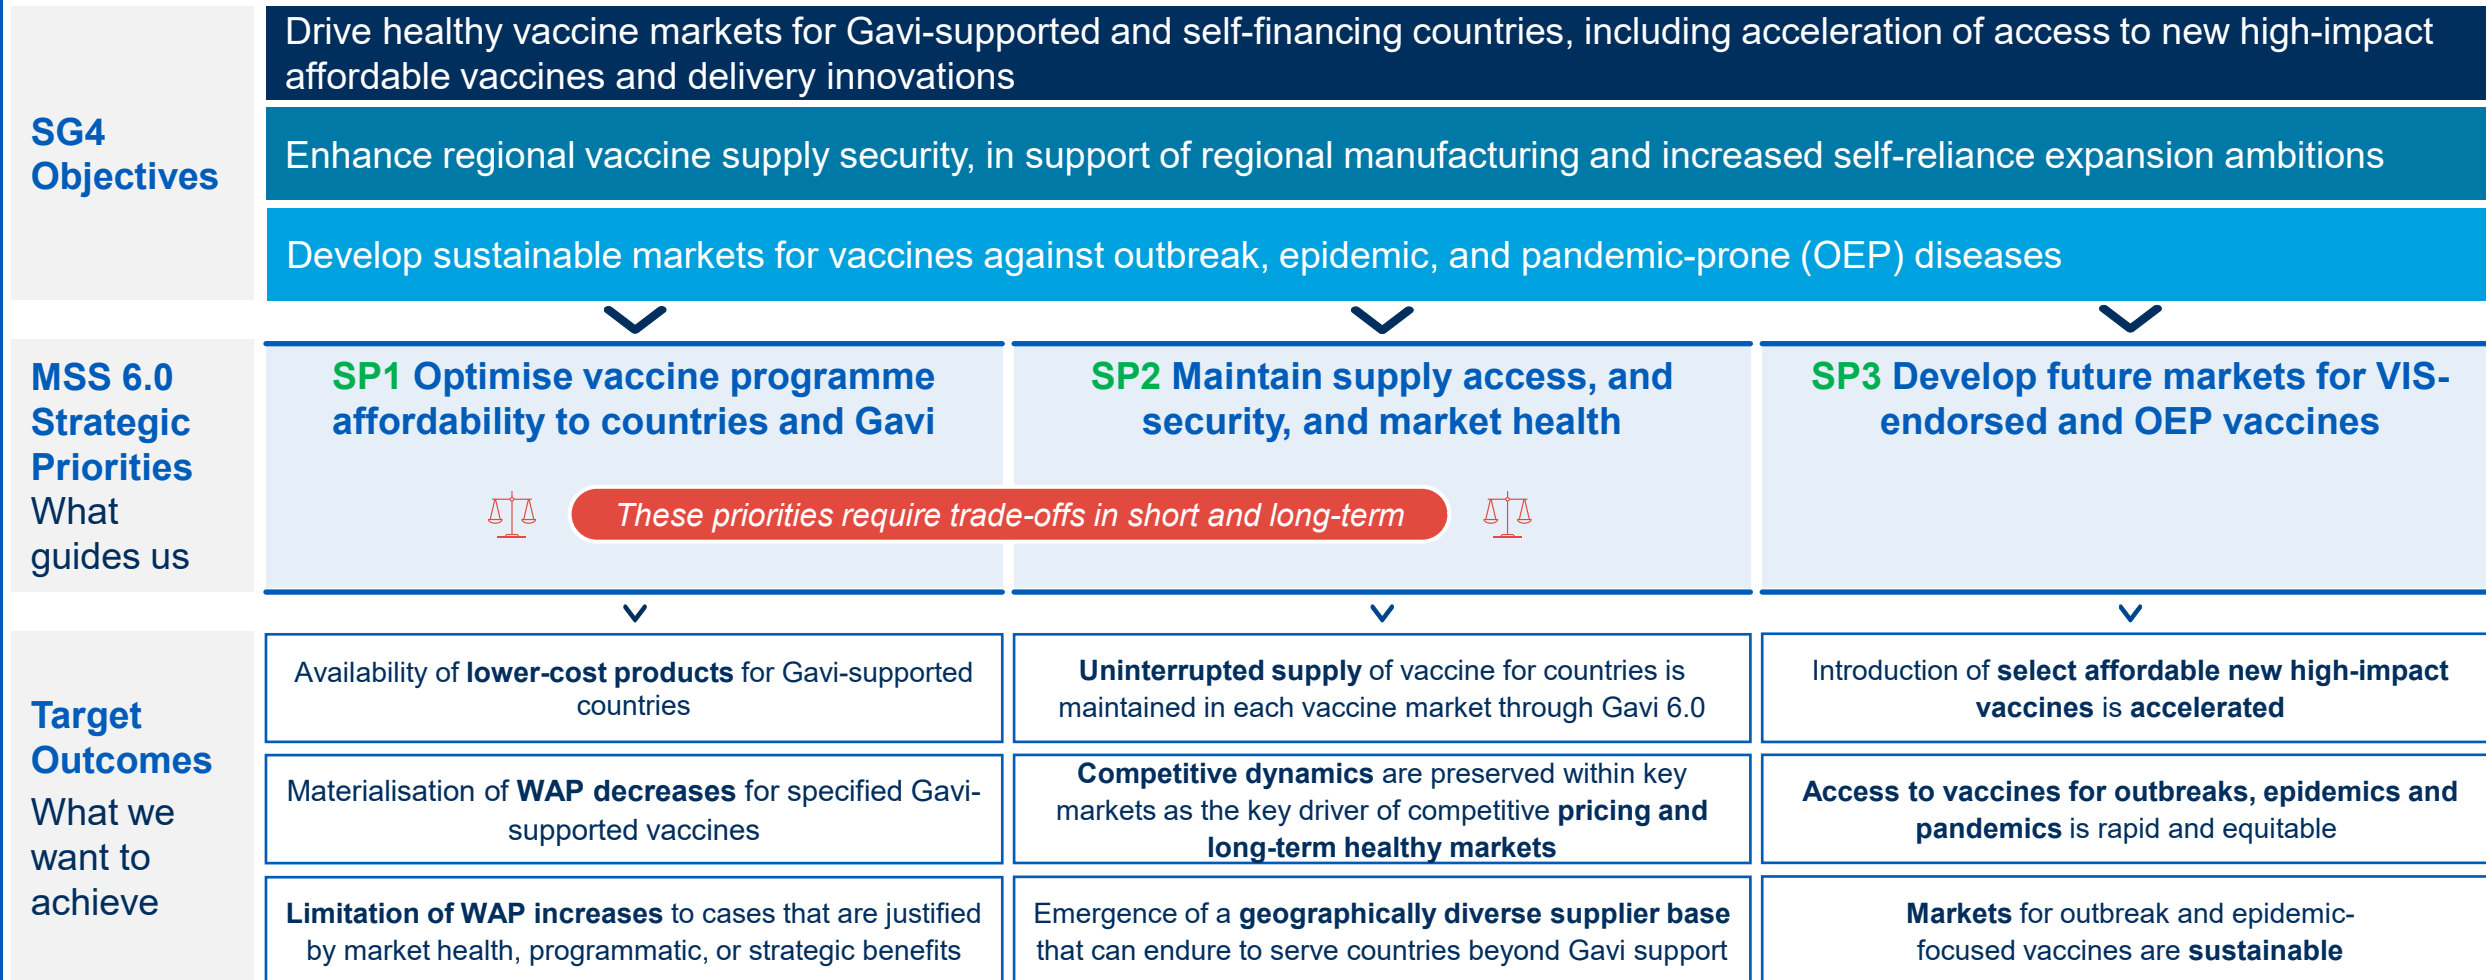 Drive healthy vaccine markets for Gavi-supported and self-financing countries, including acceleration of access to new high-impact
affordable vaccines and delivery innovations
SG4
Objectives
Enhance regional vaccine supply security, in support of regional manufacturing and increased self-reliance expansion ambitions
Develop sustainable markets for vaccines against outbreak, epidemic, and pandemic-prone (OEP) diseases
MSS 6.0
Strategic
Priorities
What
guides us
SP1 Optimise vaccine programme
affordability to countries and Gavi
SP2 Maintain supply access, and
security, and market health
SP3 Develop future markets for VIS-
endorsed and OEP vaccines
These priorities require trade-offs in short and long-term
Target
Outcomes
What we
want to
achieve
Availability of lower-cost products for Gavi-supported
countries
Uninterrupted supply of vaccine for countries is
maintained in each vaccine market through Gavi 6.0
Introduction of select affordable new high-impact
vaccines is accelerated
Materialisation of WAP decreases for specified Gavi-
supported vaccines
Competitive dynamics are preserved within key
markets as the key driver of competitive pricing and
long-term healthy markets
Access to vaccines for outbreaks, epidemics and
pandemics is rapid and equitable
Limitation of WAP increases to cases that are justified
by market health, programmatic, or strategic benefits
Emergence of a geographically diverse supplier base
that can endure to serve countries beyond Gavi support
Markets for outbreak and epidemic-
focused vaccines are sustainable